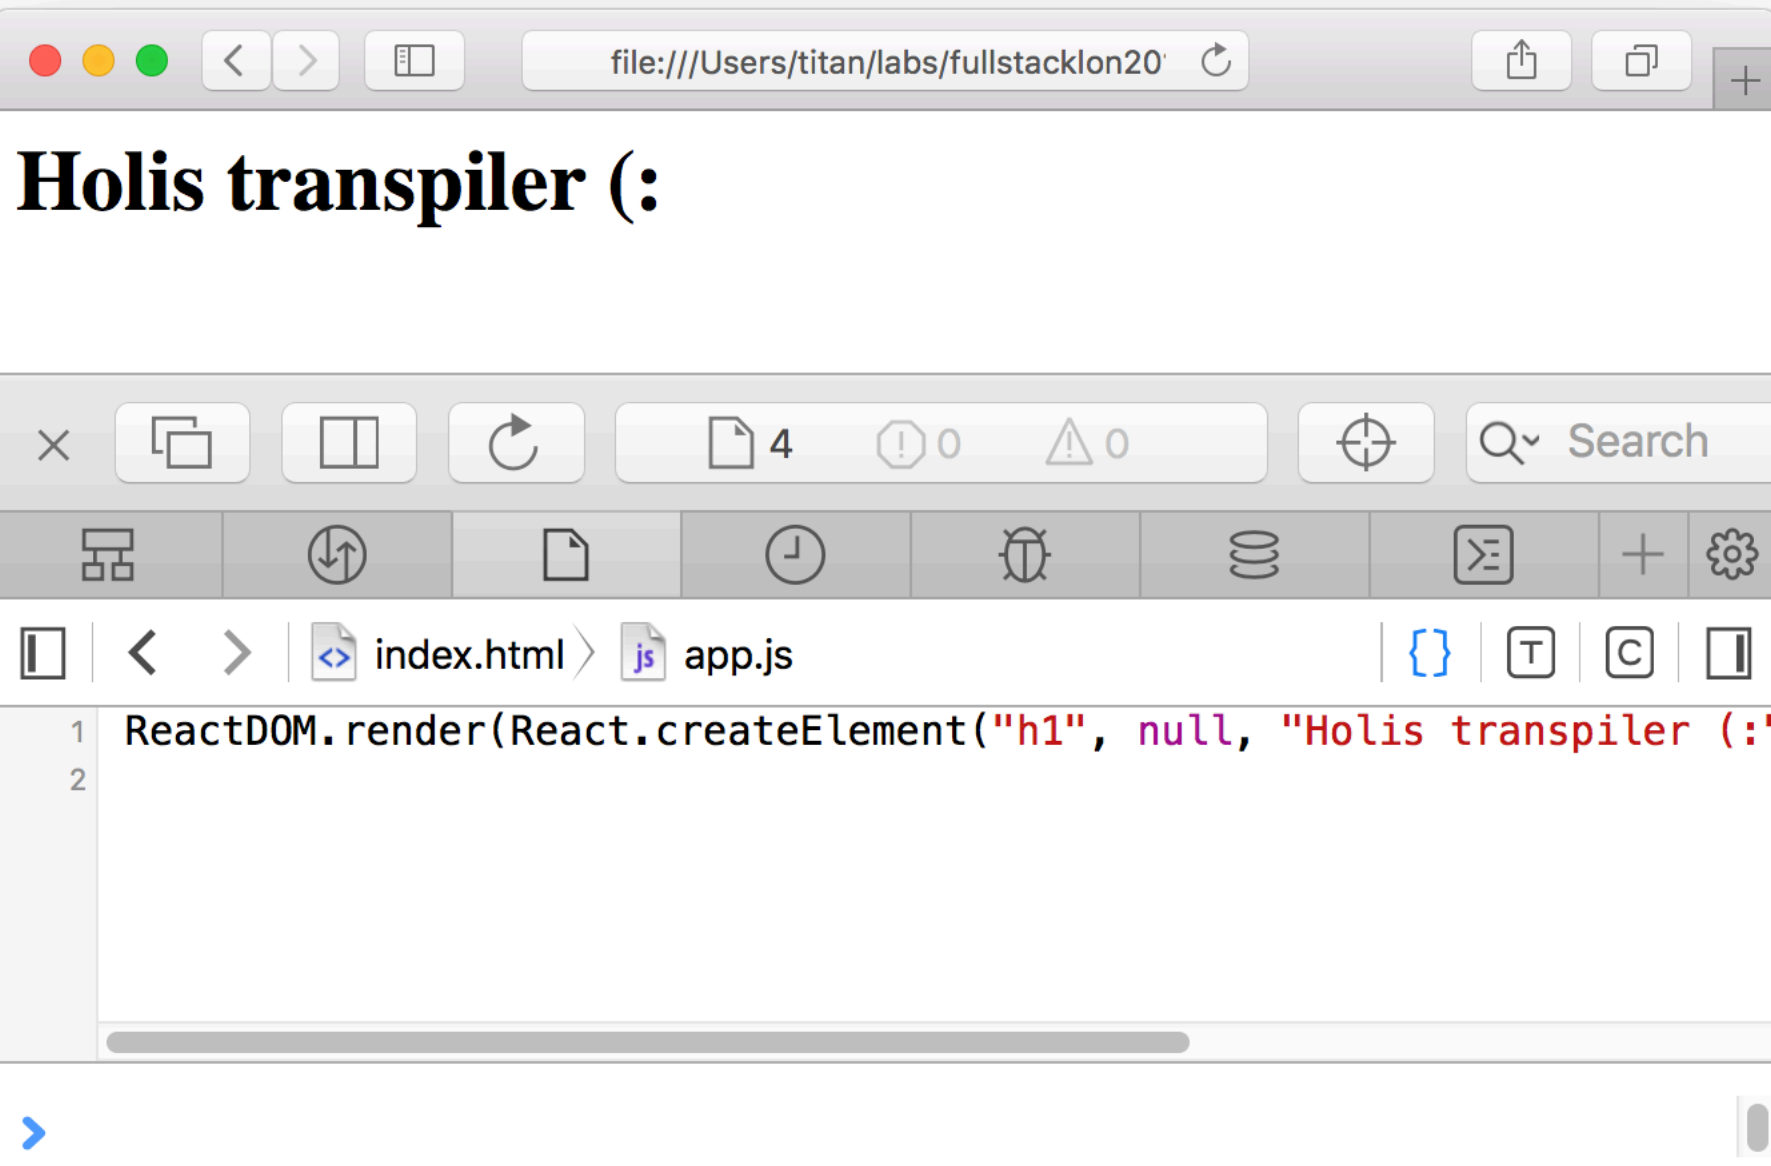 file:///Users/titan/labs/fullstacklon20
Holis transpiler (:
4 0 0 Search
index.html app.js
1 ReactDOM.render(React.createElement("h1", null, "Holis transpiler (:"
2